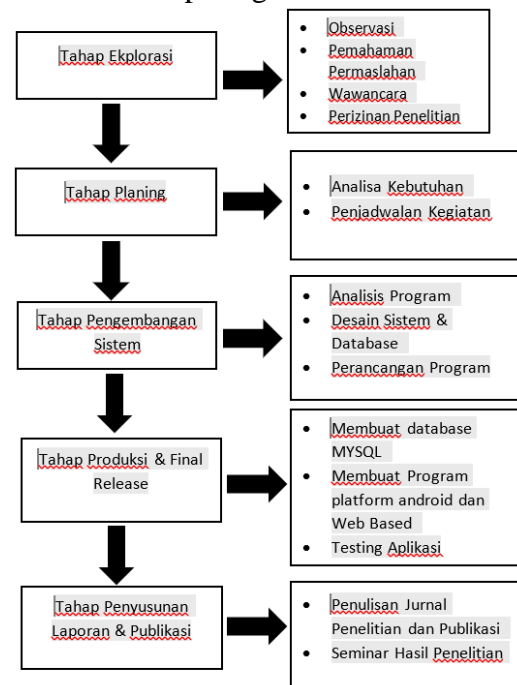 Tahap Ekplorasi
Observasi
Pemahaman
Permaslahan
Wawancara
Perizinan Penelitian
Tahap Planing
Analisa Kebutuhan
Penjadwalan Kegiatan
Tahap Pengembangan
Sistem
Analisis Program
Desain Sistem &
Database
Perancangan Program
Tahap Produksi & Final
Release
Membuat database
MYSQL
Membuat Program
platform android dan
Web Based
Testing Aplikasi
Tahap Penyusunan
Laporan & Publikasi
Penulisan Jurnal
Penelitian dan Publikasi
Seminar Hasil Penelitian